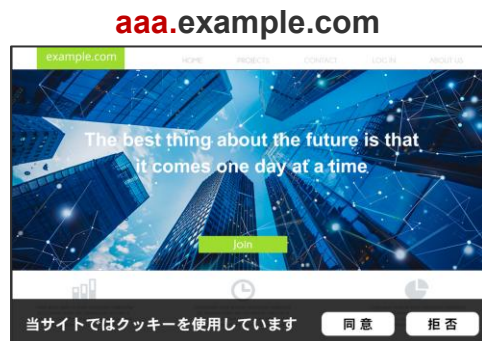 aaa.example.com
example.com
HOME PROJECTS CONTACT LOG IN ABOUT US
The best thing about the future is that
it comes one day at a time
Join
当サイトではクッキーを使用しています 同意 拒否